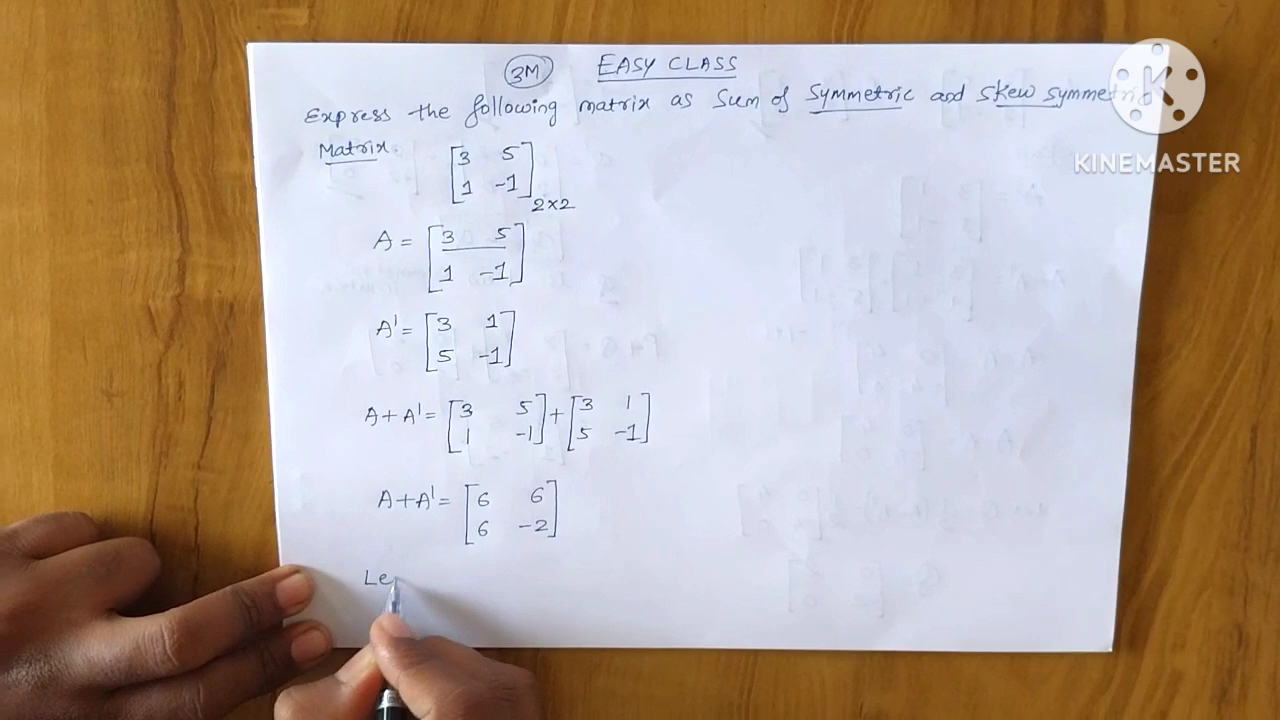 3M EASY CLASS
Express the following matrix as Sum of Symmetric and Skew Symmetric
Matrix.
[3 5
1 -1] 2×2
A = [3 5
1 -1]
A' = [3 1
5 -1]
A+A' = [3 5 + [3 1
1 -1] 5 -1]
A+A' = [6 6
6 -2]
Le
K
KINEMASTER